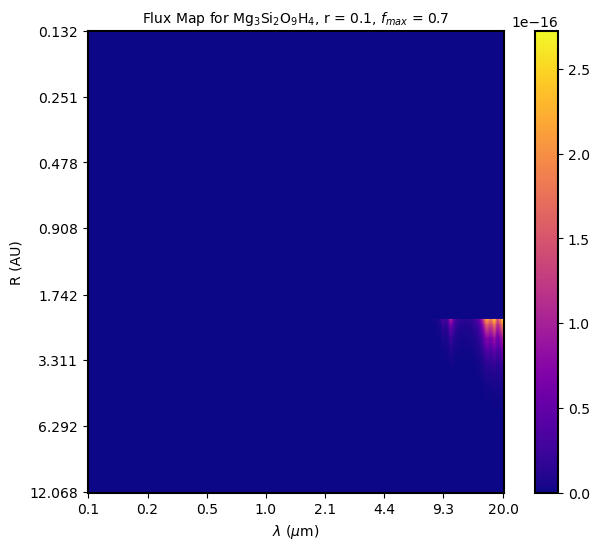 Flux Map for Mg₃Si₂O₉H₄, r = 0.1, f_max = 0.7
1e−16
R (AU)
0.132
0.251
0.478
0.908
1.742
3.311
6.292
12.068
0.1 0.2 0.5 1.0 2.1 4.4 9.3 20.0
λ (μm)
2.5
2.0
1.5
1.0
0.5
0.0